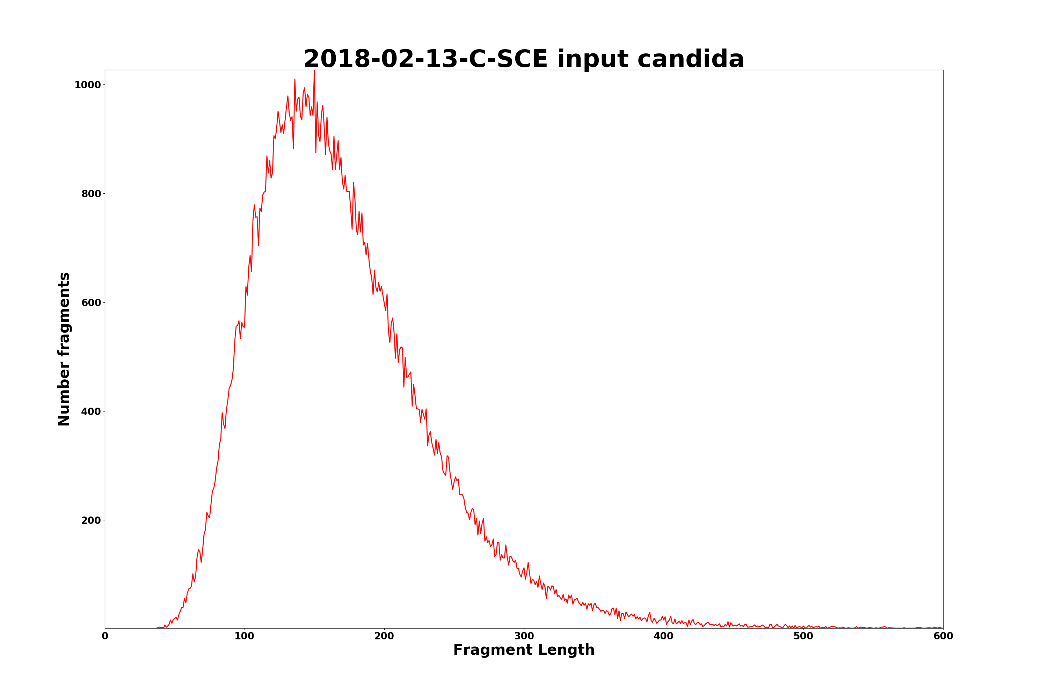 2018-02-13-C-SCE input candida
1000
800
600
400
200
Number fragments
0 100 200 300 400 500 600
Fragment Length